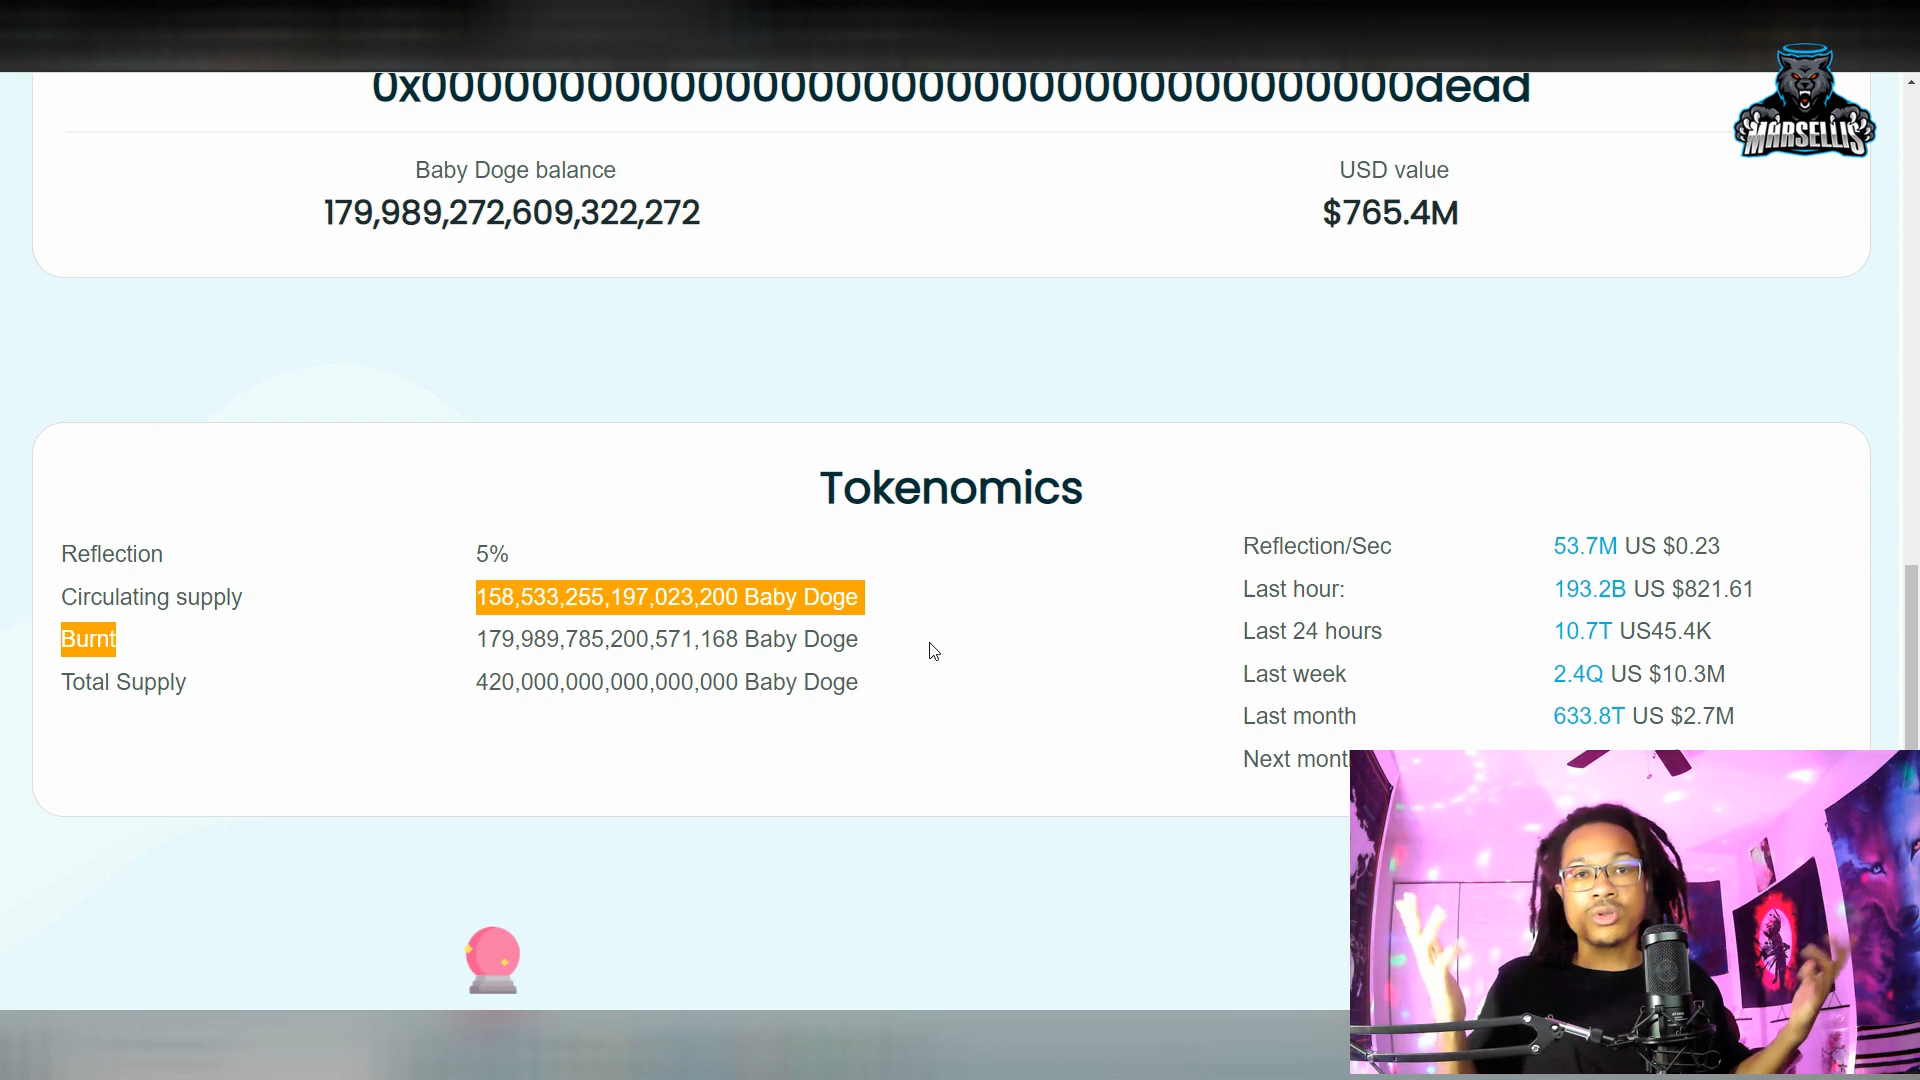 0x000000000000000000000000000000000000dead
MARSELLIS
Baby Doge balance
179,989,272,609,322,272
USD value
$765.4M
Tokenomics
Reflection 5%
Circulating supply 158,533,255,197,023,200 Baby Doge
Burnt 179,989,785,200,571,168 Baby Doge
Total Supply 420,000,000,000,000,000 Baby Doge
Reflection/Sec 53.7M US $0.23
Last hour: 193.2B US $821.61
Last 24 hours 10.7T US45.4K
Last week 2.4Q US $10.3M
Last month 633.8T US $2.7M
Next mont